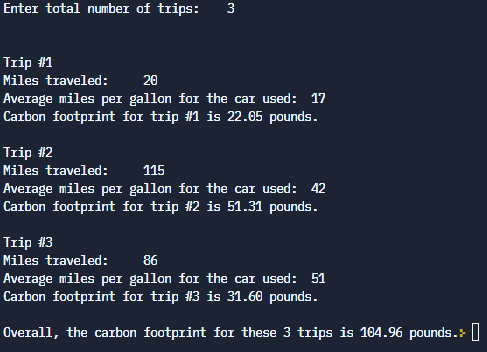 Enter total number of trips: 3
Trip #1
Miles traveled: 20
Average miles per gallon for the car used: 17
Carbon footprint for trip #1 is 22.05 pounds.
Trip #2
Miles traveled: 115
Average miles per gallon for the car used: 42
Carbon footprint for trip #2 is 51.31 pounds.
Trip #3
Miles traveled: 86
Average miles per gallon for the car used: 51
Carbon footprint for trip #3 is 31.60 pounds.
Overall, the carbon footprint for these 3 trips is 104.96 pounds.